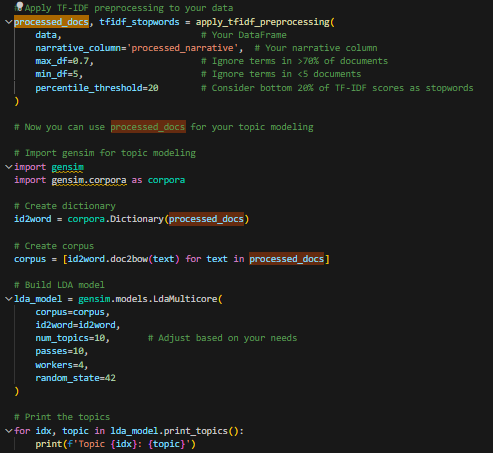 # Apply TF-IDF preprocessing to your data
processed_docs, tfidf_stopwords = apply_tfidf_preprocessing(
    data,                       # Your DataFrame
    narrative_column='processed_narrative',  # Your narrative column
    max_df=0.7,                 # Ignore terms in >70% of documents
    min_df=5,                   # Ignore terms in <5 documents
    percentile_threshold=20     # Consider bottom 20% of TF-IDF scores as stopwords
)

# Now you can use processed_docs for your topic modeling

# Import gensim for topic modeling
import gensim
import gensim.corpora as corpora

# Create dictionary
id2word = corpora.Dictionary(processed_docs)

# Create corpus
corpus = [id2word.doc2bow(text) for text in processed_docs]

# Build LDA model
lda_model = gensim.models.LdaMulticore(
    corpus=corpus,
    id2word=id2word,
    num_topics=10,      # Adjust based on your needs
    passes=10,
    workers=4,
    random_state=42
)

# Print the topics
for idx, topic in lda_model.print_topics():
    print(f'Topic {idx}: {topic}')